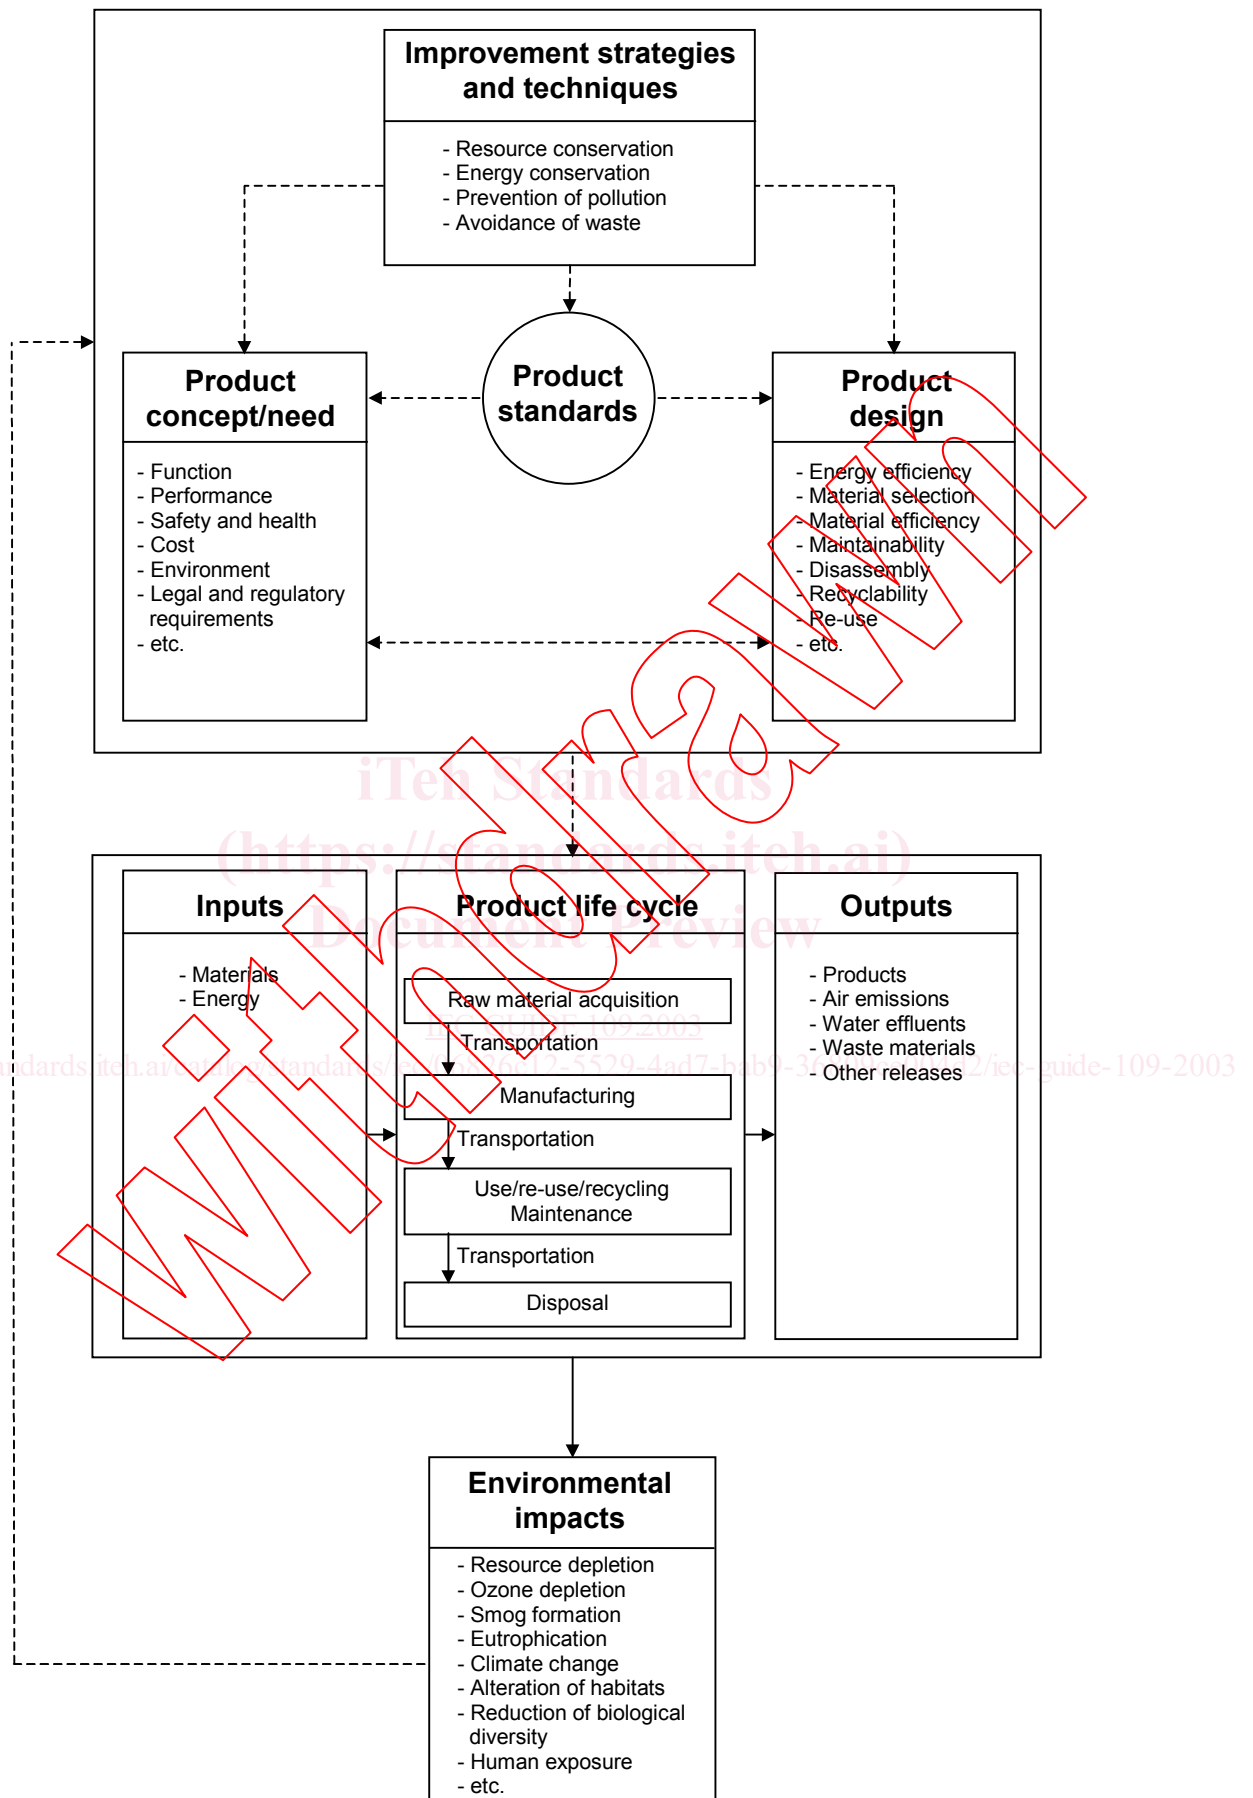 Improvement strategies
and techniques
- Resource conservation
- Energy conservation
- Prevention of pollution
- Avoidance of waste
Product
concept/need
- Function
- Performance
- Safety and health
- Cost
- Environment
- Legal and regulatory
requirements
- etc.
Product
standards
Product
design
- Energy efficiency
- Material selection
- Material efficiency
- Maintainability
- Disassembly
- Recyclability
- Re-use
- etc.
Withdrawn
iTeh Standards
(https://standards.iteh.ai)
Document Preview
Inputs
- Materials
- Energy
Product life cycle
Raw material acquisition
IEC GUIDE 109:2003
Transportation
Manufacturing
Transportation
Use/re-use/recycling
Maintenance
Transportation
Disposal
Outputs
- Products
- Air emissions
- Water effluents
- Waste materials
- Other releases
/iec-guide-109-2003
Environmental
impacts
- Resource depletion
- Ozone depletion
- Smog formation
- Eutrophication
- Climate change
- Alteration of habitats
- Reduction of biological
diversity
- Human exposure
- etc.